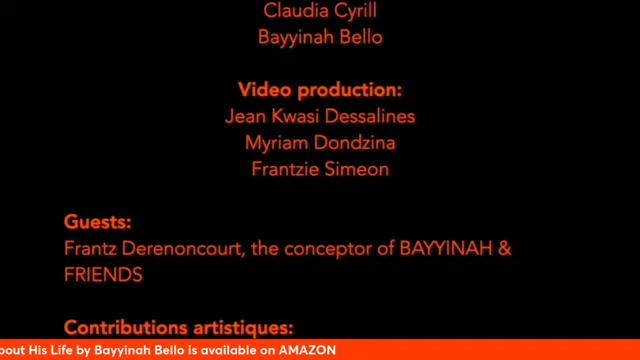 Claudia Cyrill
Bayyinah Bello
Video production:
Jean Kwasi Dessalines
Myriam Dondzina
Frantzie Simeon
Guests:
Frantz Derenoncourt, the conceptor of BAYYINAH &
FRIENDS
Contributions artistiques:
His Life by Bayyinah Bello is available on AMAZON